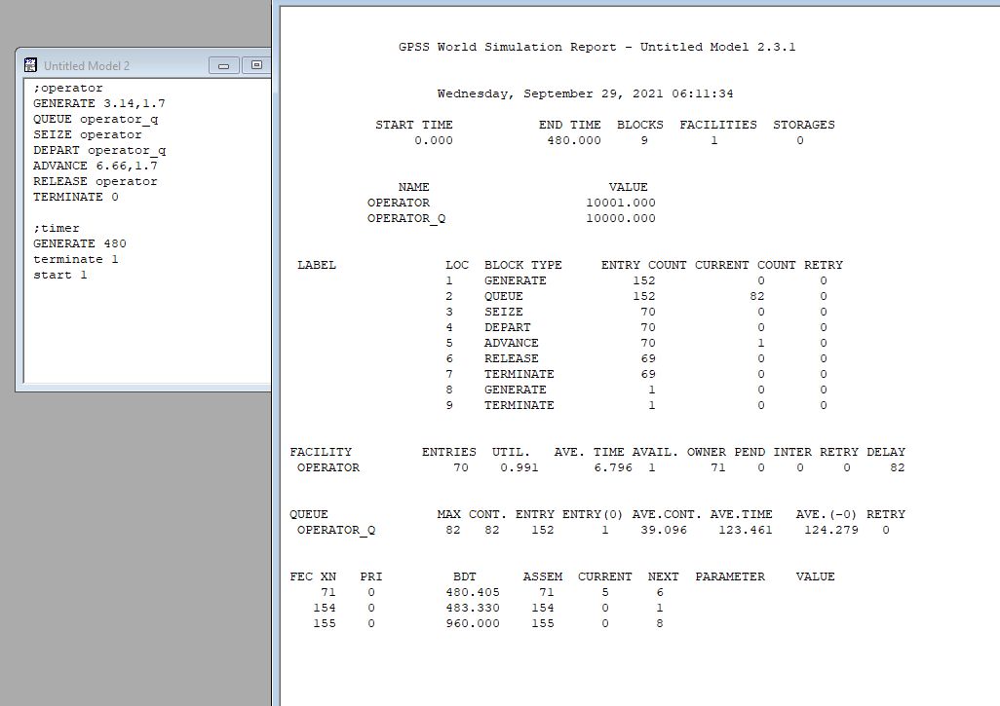 Untitled Model 2
;operator
GENERATE 3.14,1.7
QUEUE operator_q
SEIZE operator
DEPART operator_q
ADVANCE 6.66,1.7
RELEASE operator
TERMINATE 0
;timer
GENERATE 480
terminate 1
start 1
GPSS World Simulation Report - Untitled Model 2.3.1
Wednesday, September 29, 2021 06:11:34
START TIME END TIME BLOCKS FACILITIES STORAGES
0.000 480.000 9 1 0
NAME VALUE
OPERATOR 10001.000
OPERATOR_Q 10000.000
LABEL LOC BLOCK TYPE ENTRY COUNT CURRENT COUNT RETRY
1 GENERATE 152 0 0
2 QUEUE 152 82 0
3 SEIZE 70 0 0
4 DEPART 70 0 0
5 ADVANCE 70 1 0
6 RELEASE 69 0 0
7 TERMINATE 69 0 0
8 GENERATE 1 0 0
9 TERMINATE 1 0 0
FACILITY ENTRIES UTIL. AVE. TIME AVAIL. OWNER PEND INTER RETRY DELAY
OPERATOR 70 0.991 6.796 1 71 0 0 0 82
QUEUE MAX CONT. ENTRY ENTRY(0) AVE.CONT. AVE.TIME AVE.(-0) RETRY
OPERATOR_Q 82 82 152 1 39.096 123.461 124.279 0
FEC XN PRI BDT ASSEM CURRENT NEXT PARAMETER VALUE
71 0 480.405 71 5 6
154 0 483.330 154 0 1
155 0 960.000 155 0 8